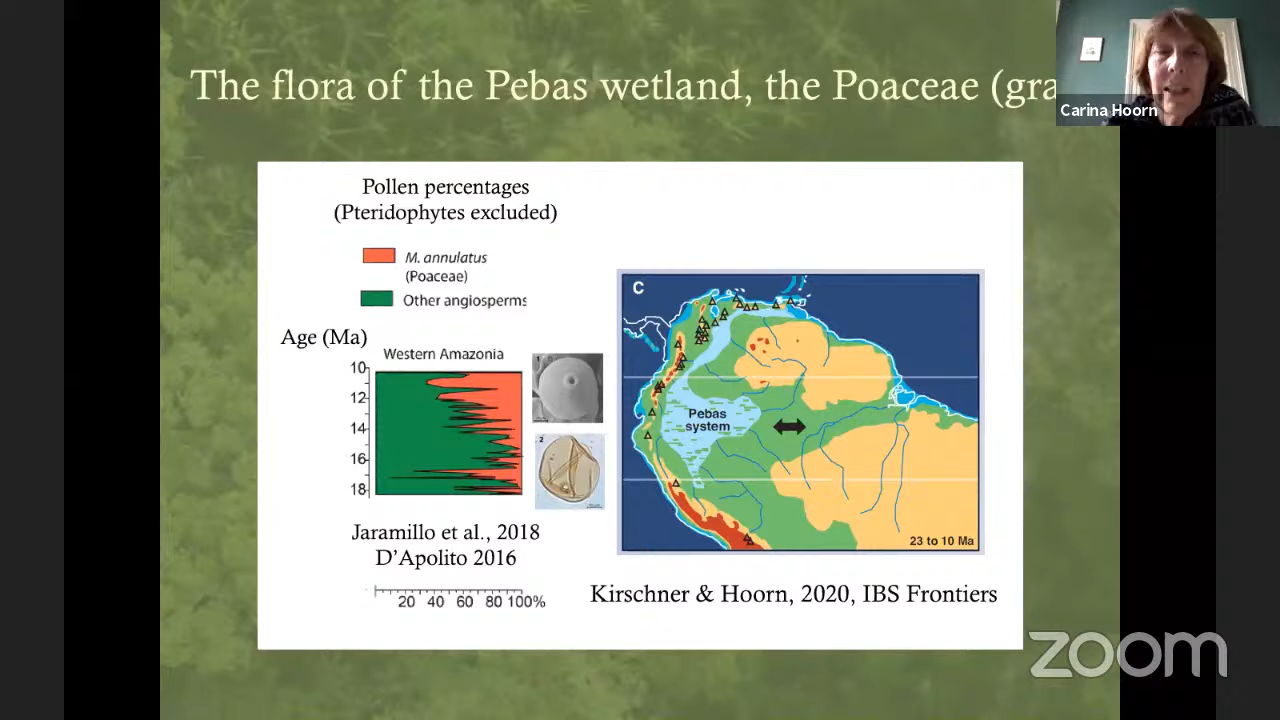 The flora of the Pebas wetland, the Poaceae (gra
Carina Hoorn
Pollen percentages
(Pteridophytes excluded)
M. annulatus
(Poaceae)
Other angiosperms
Age (Ma)
Western Amazonia
10
12
14
16
18
1
2
Jaramillo et al., 2018
D'Apolito 2016
20 40 60 80 100%
C
Pebas
system
23 to 10 Ma
Kirschner & Hoorn, 2020, IBS Frontiers
zoom